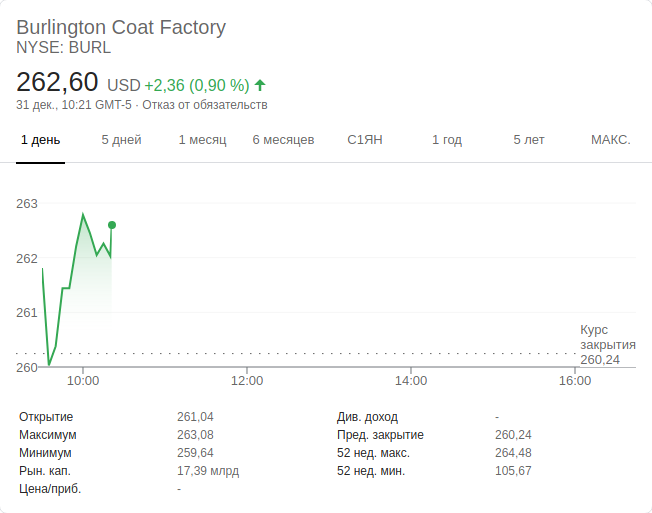 Burlington Coat Factory
NYSE: BURL
262,60 USD +2,36 (0,90 %)
31 дек., 10:21 GMT-5 · Отказ от обязательств
1 день 5 дней 1 месяц 6 месяцев С1ЯН 1 год 5 лет МАКС.
263
262
261
260
Курс
закрытия
260,24
10:00 12:00 14:00 16:00
Открытие 261,04 Див. доход -
Максимум 263,08 Пред. закрытие 260,24
Минимум 259,64 52 нед. макс. 264,48
Рын. кап. 17,39 млрд 52 нед. мин. 105,67
Цена/приб. -